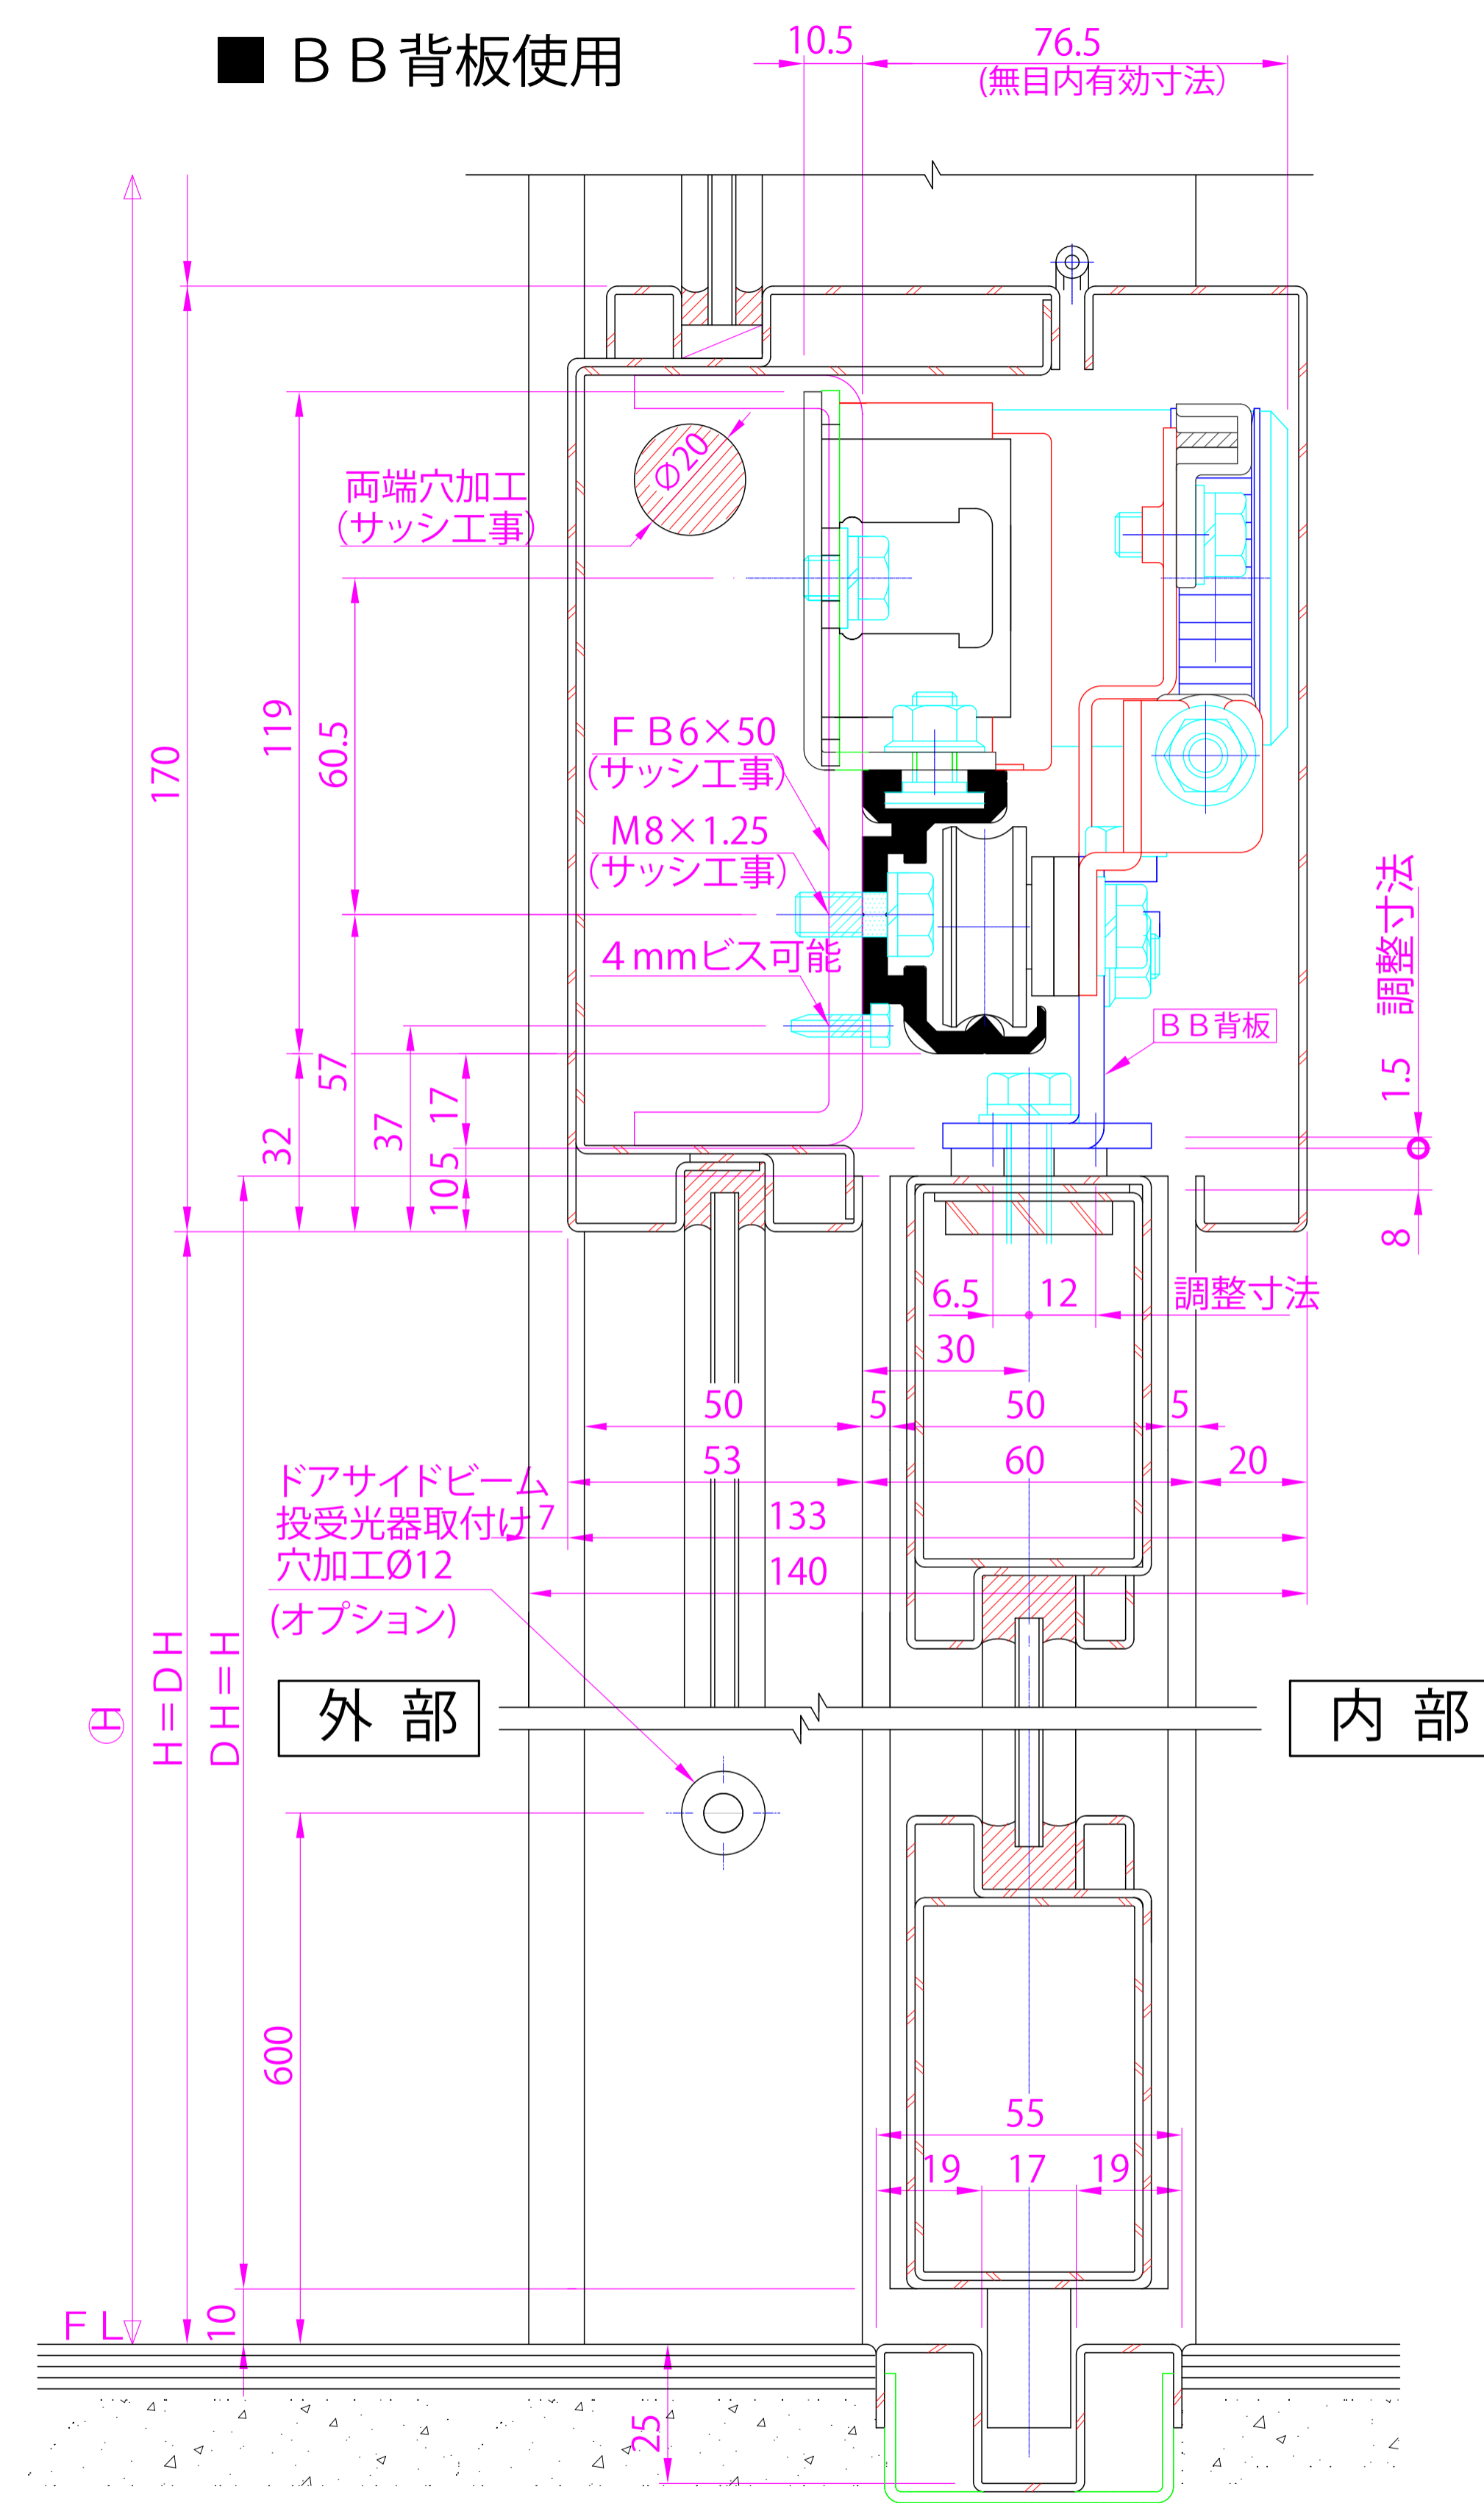 ■ ＢＢ背板使用
10.5
76.5
(無目内有効寸法)
両端穴加工
(サッシ工事)
Ø20
119
170
60.5
ＦＢ6×50
(サッシ工事)
M8×1.25
(サッシ工事)
４mmビス可能
調整寸法
1.5
8
ＢＢ背板
57
32
37
17
10.5
6.5
12
調整寸法
30
50
5
50
5
53
60
20
133
7
140
ドアサイドビーム
投受光器取付け
穴加工Ø12
(オプション)
H
H＝DH
DH＝H
外 部
内 部
600
55
19
17
19
10
ＦＬ
25